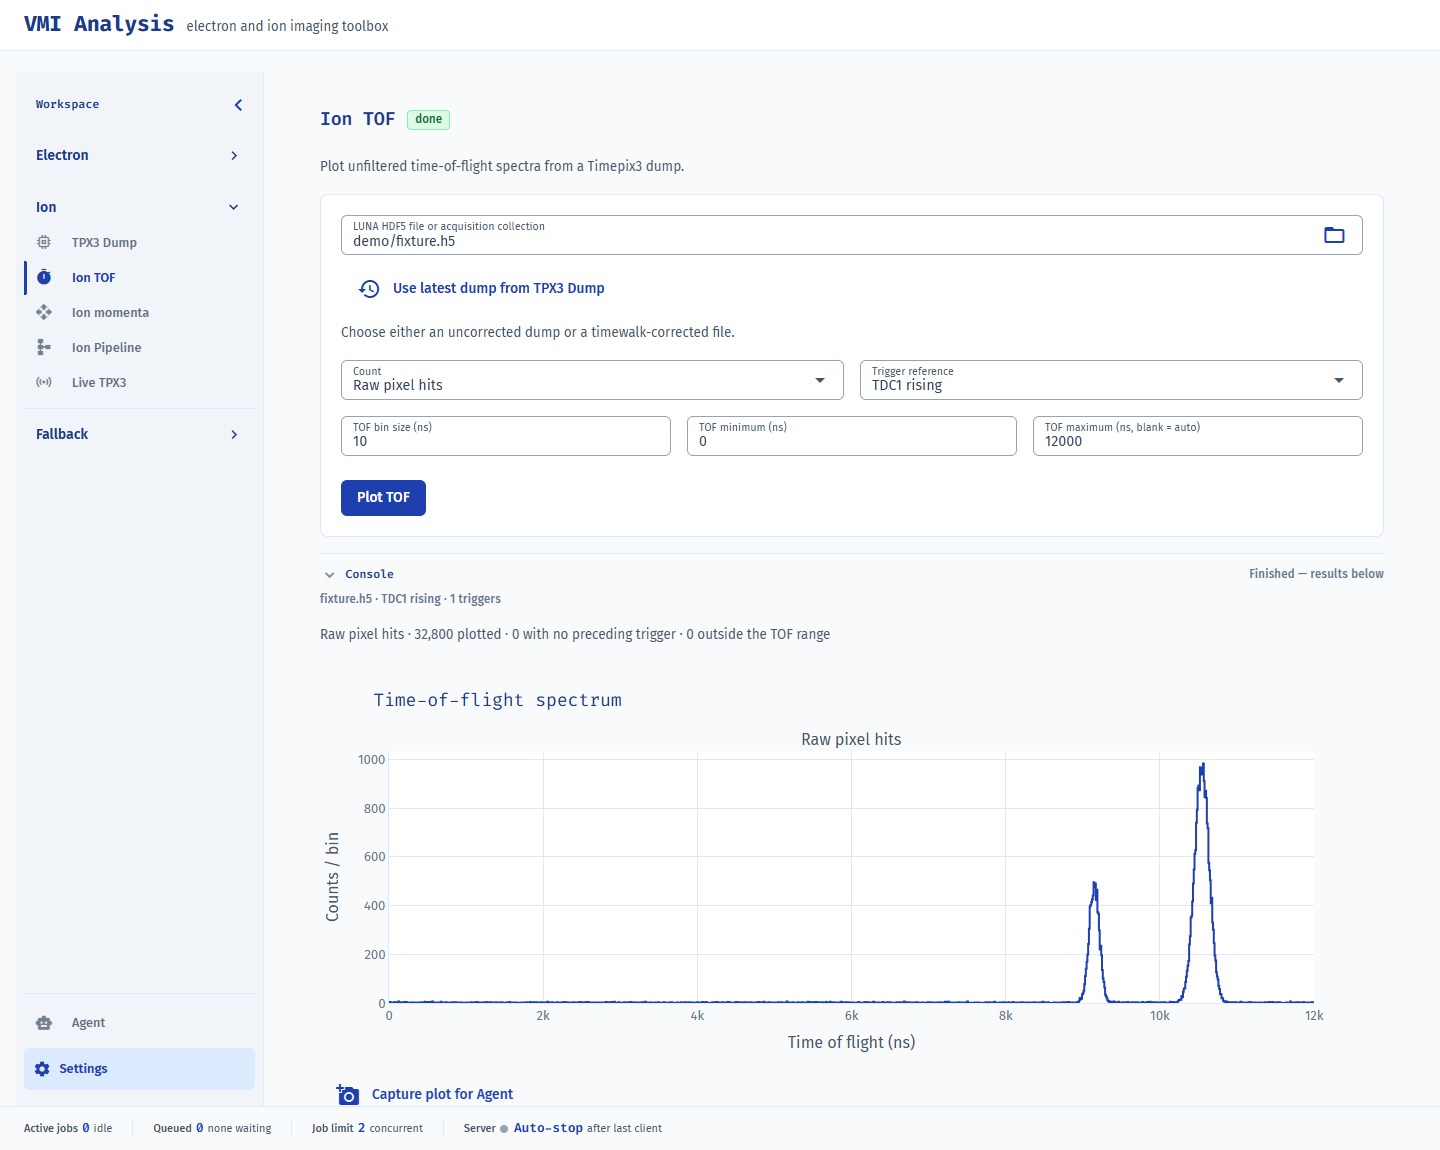 VMI Analysis electron and ion imaging toolbox
Workspace
Electron
Ion
TPX3 Dump
Ion TOF
Ion momenta
Ion Pipeline
Live TPX3
Fallback
Agent
Settings
Ion TOF done
Plot unfiltered time-of-flight spectra from a Timepix3 dump.
LUNA HDF5 file or acquisition collection
demo/fixture.h5
Use latest dump from TPX3 Dump
Choose either an uncorrected dump or a timewalk-corrected file.
Count
Raw pixel hits
Trigger reference
TDC1 rising
TOF bin size (ns)
10
TOF minimum (ns)
0
TOF maximum (ns, blank = auto)
12000
Plot TOF
Console
Finished — results below
fixture.h5 · TDC1 rising · 1 triggers
Raw pixel hits · 32,800 plotted · 0 with no preceding trigger · 0 outside the TOF range
Time-of-flight spectrum
Raw pixel hits
Counts / bin
1000
800
600
400
200
0
0 2k 4k 6k 8k 10k 12k
Time of flight (ns)
Capture plot for Agent
Active jobs 0 idle
Queued 0 none waiting
Job limit 2 concurrent
Server Auto-stop after last client